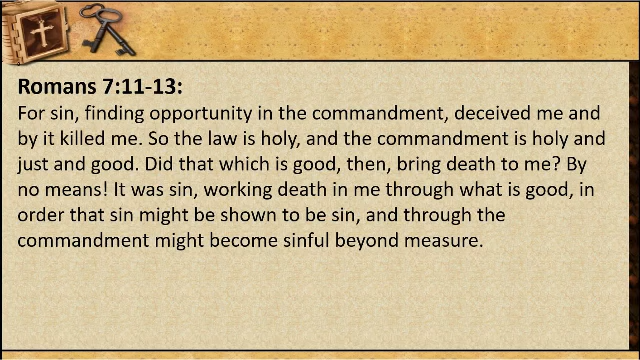 Romans 7:11-13:
For sin, finding opportunity in the commandment, deceived me and
by it killed me. So the law is holy, and the commandment is holy and
just and good. Did that which is good, then, bring death to me? By
no means! It was sin, working death in me through what is good, in
order that sin might be shown to be sin, and through the
commandment might become sinful beyond measure.